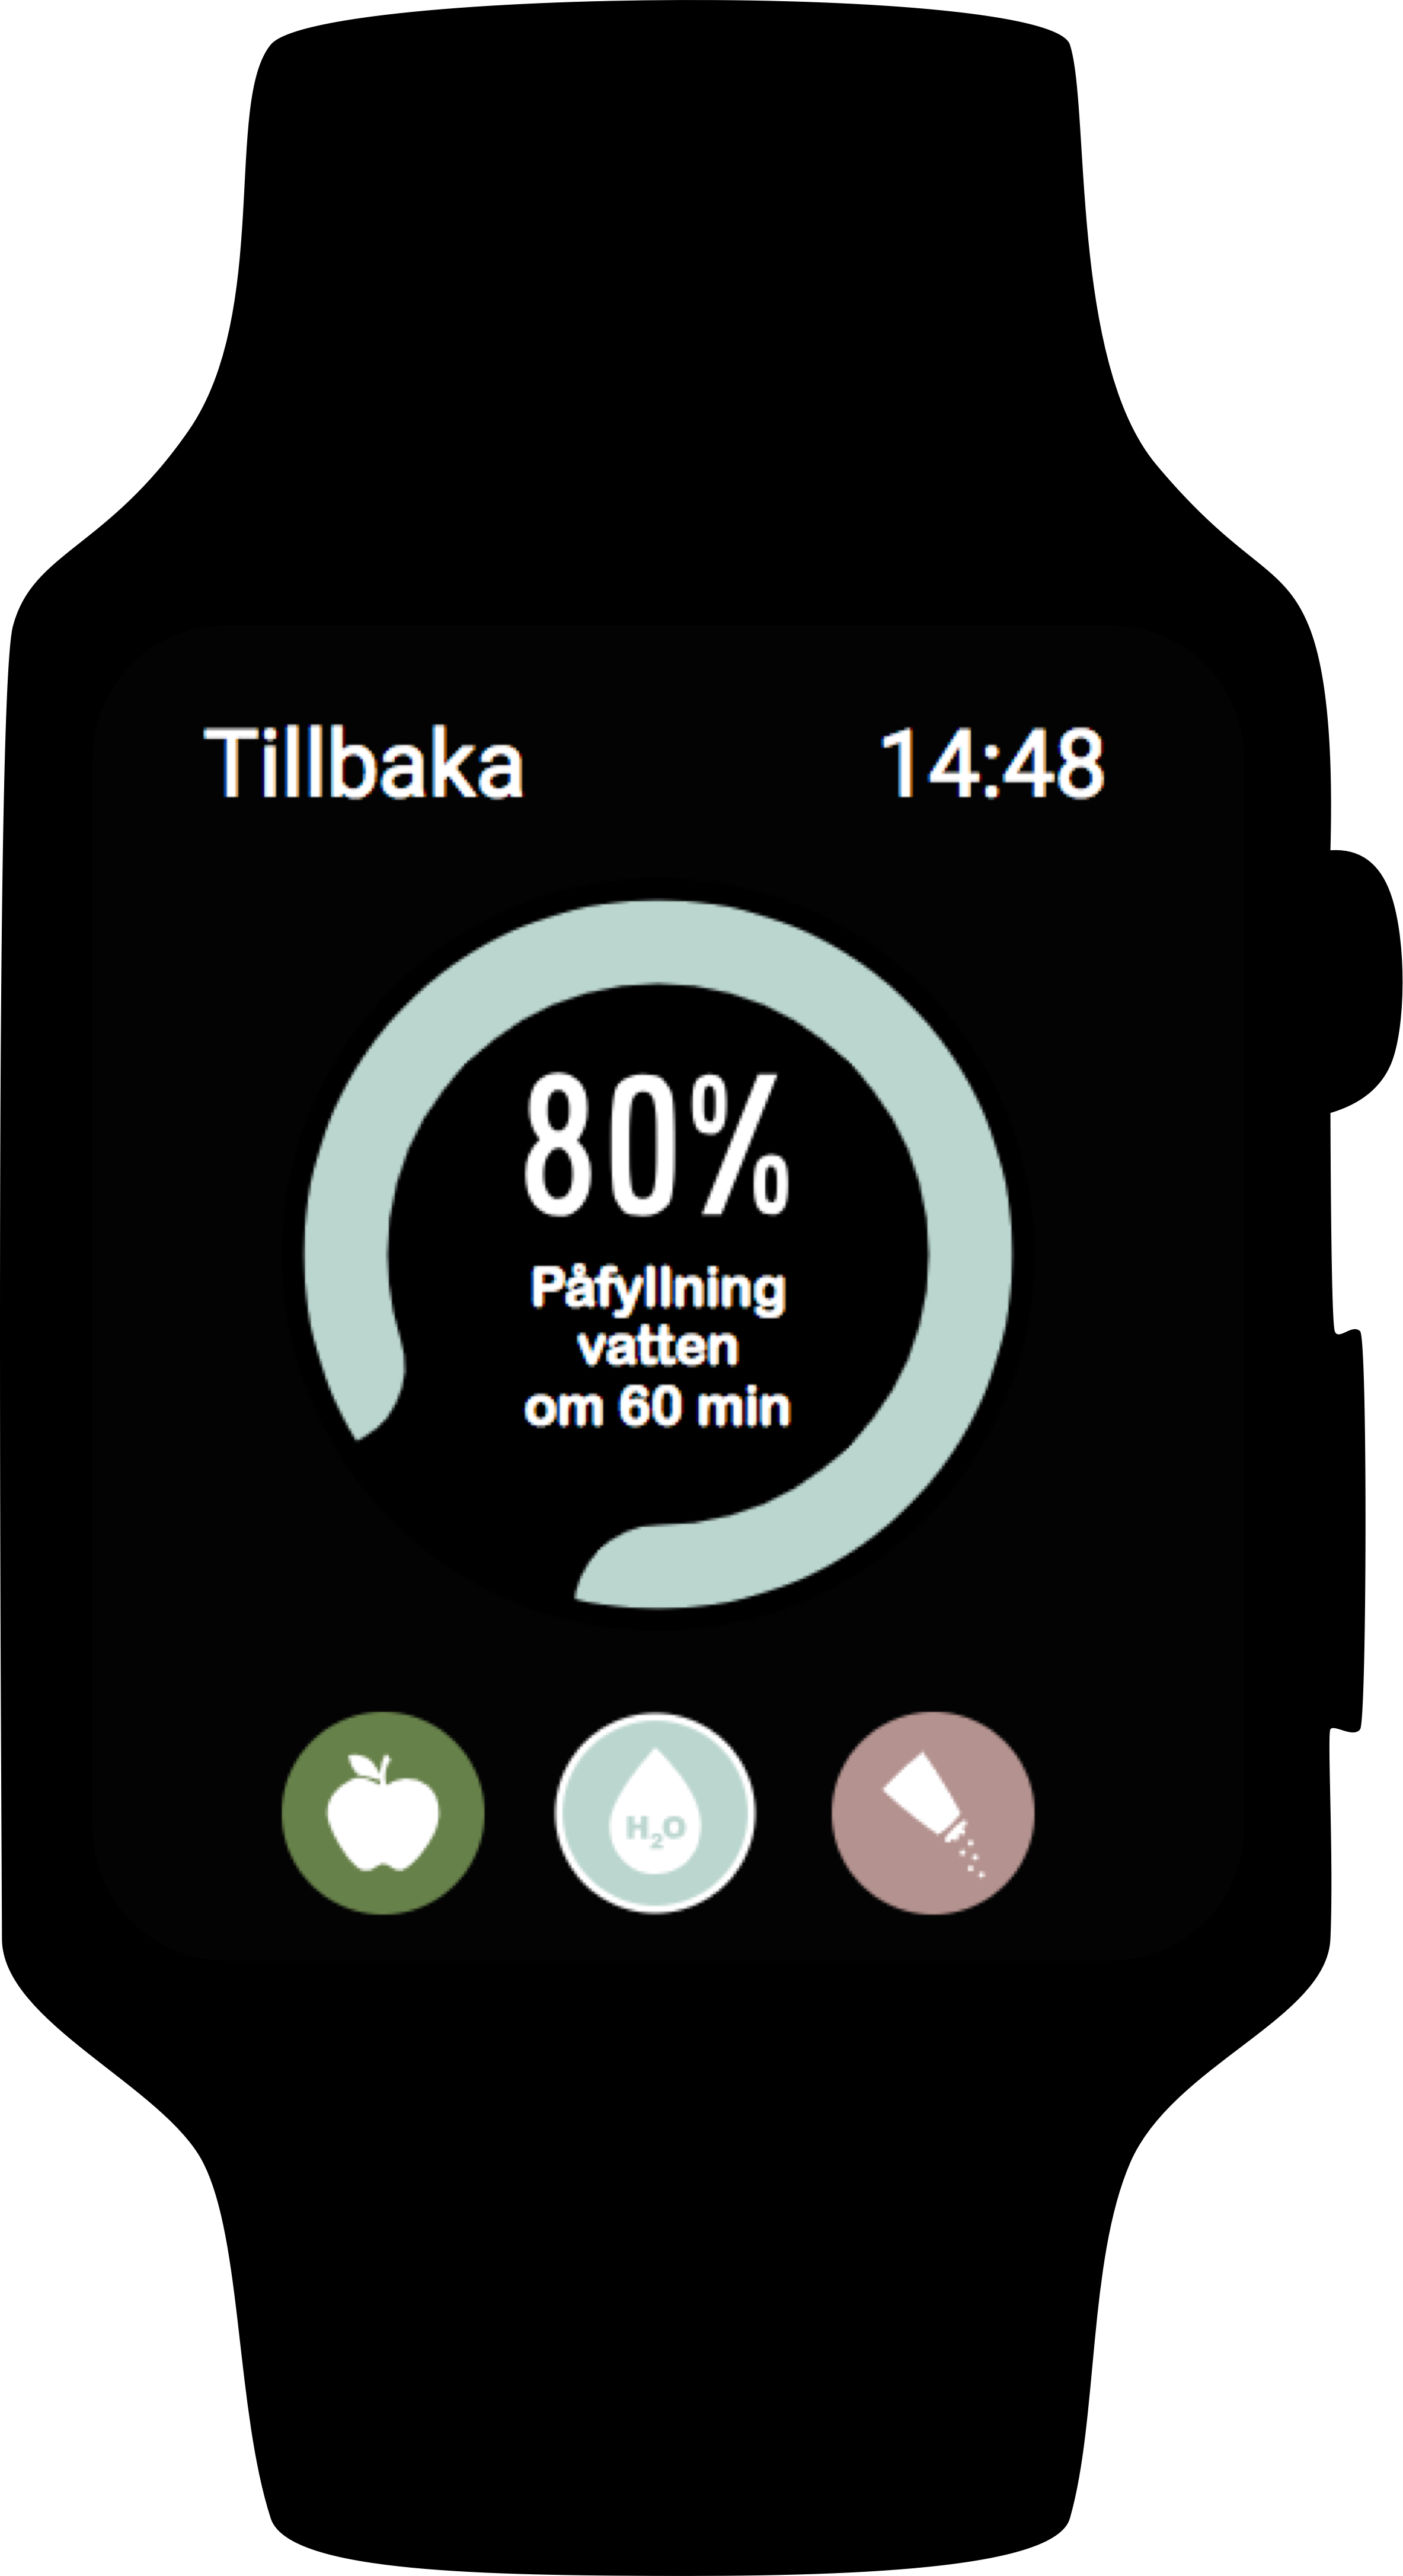 Tillbaka 14:48
80%
Påfyllning
vatten
om 60 min
H₂O